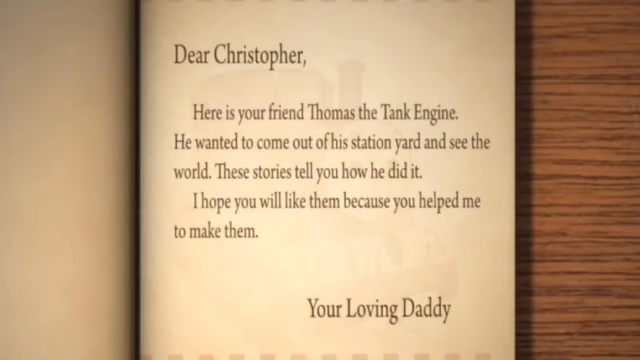 Dear Christopher,
Here is your friend Thomas the Tank Engine.
He wanted to come out of his station yard and see the
world. These stories tell you how he did it.
I hope you will like them because you helped me
to make them.
Your Loving Daddy